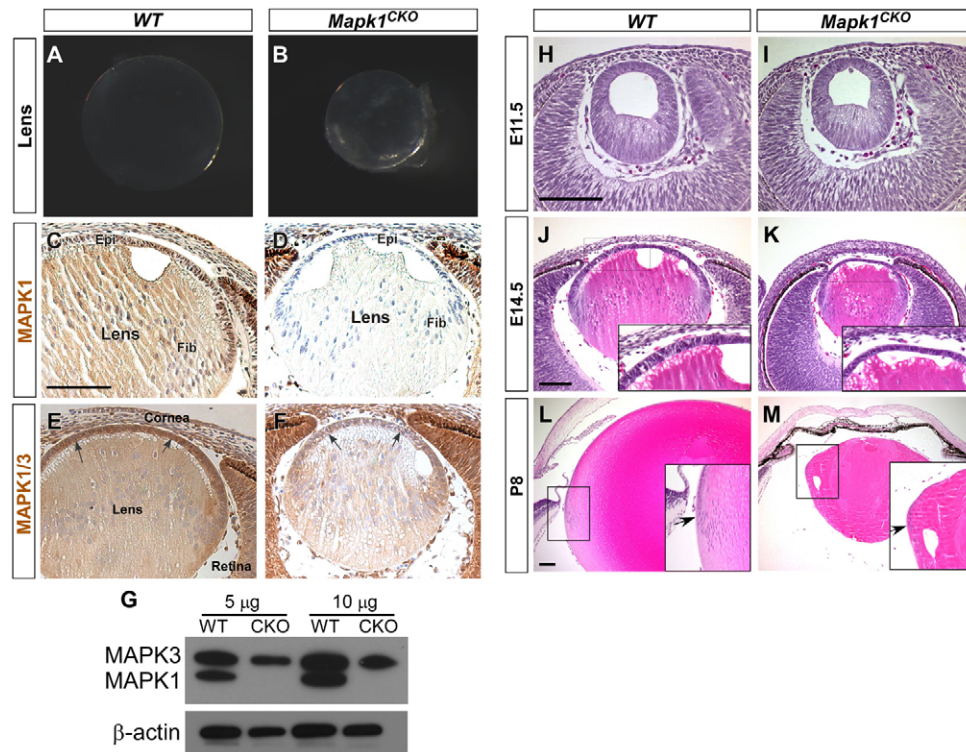 WT
Mapk1CKO
Lens
A
B
MAPK1
C
Epi
Lens
Fib
D
Epi
Lens
Fib
MAPK1/3
E
Cornea
Lens
Retina
F
G
5 μg
10 μg
WT
CKO
WT
CKO
MAPK3
MAPK1
β-actin
WT
Mapk1CKO
E11.5
H
I
E14.5
J
K
P8
L
M